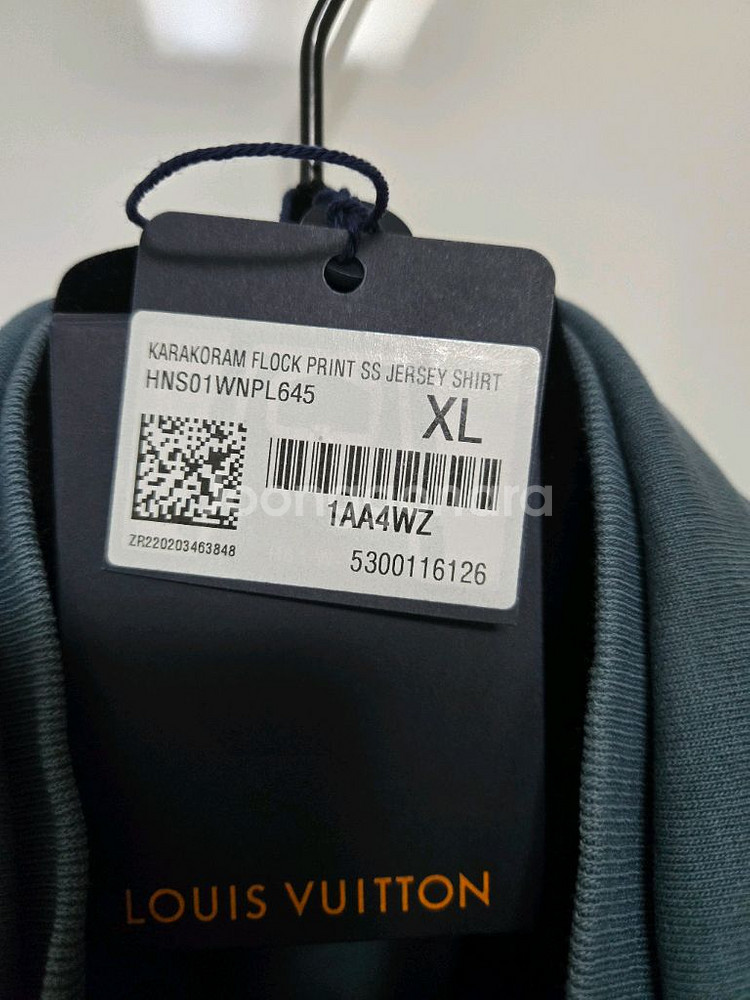 KARAKORAM FLOCK PRINT SS JERSEY SHIRT
HNS01WNPL645
XL
1AA4WZ
ZR220203463848
5300116126
LOUIS VUITTON